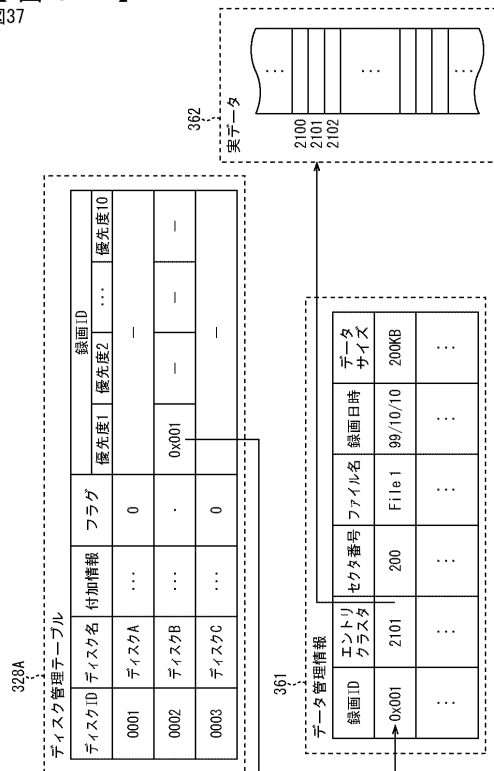 図37
328A
ディスク管理テーブル
ディスクID ディスク名 付加情報 フラグ 録画ID
優先度1 優先度2 ... 優先度10
0001 ディスクA ... 0 —
0002 ディスクB ... . 0x001 — — —
0003 ディスクC ... 0 —
361
データ管理情報
録画ID エントリクラスタ セクタ番号 ファイル名 録画日時 データサイズ
0x001 2101 200 File1 99/10/10 200KB
... ... ... ... ... ...
362
実データ
...
2100
2101
2102
...
...